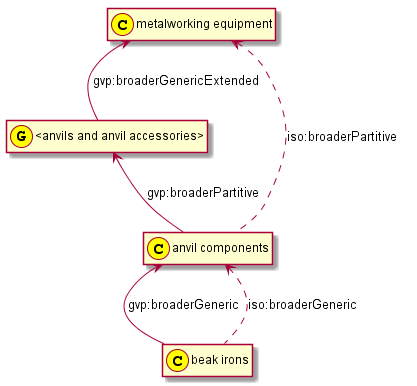 C metalworking equipment
gvp:broaderGenericExtended
G <anvils and anvil accessories>
iso:broaderPartitive
gvp:broaderPartitive
C anvil components
gvp:broaderGeneric iso:broaderGeneric
C beak irons